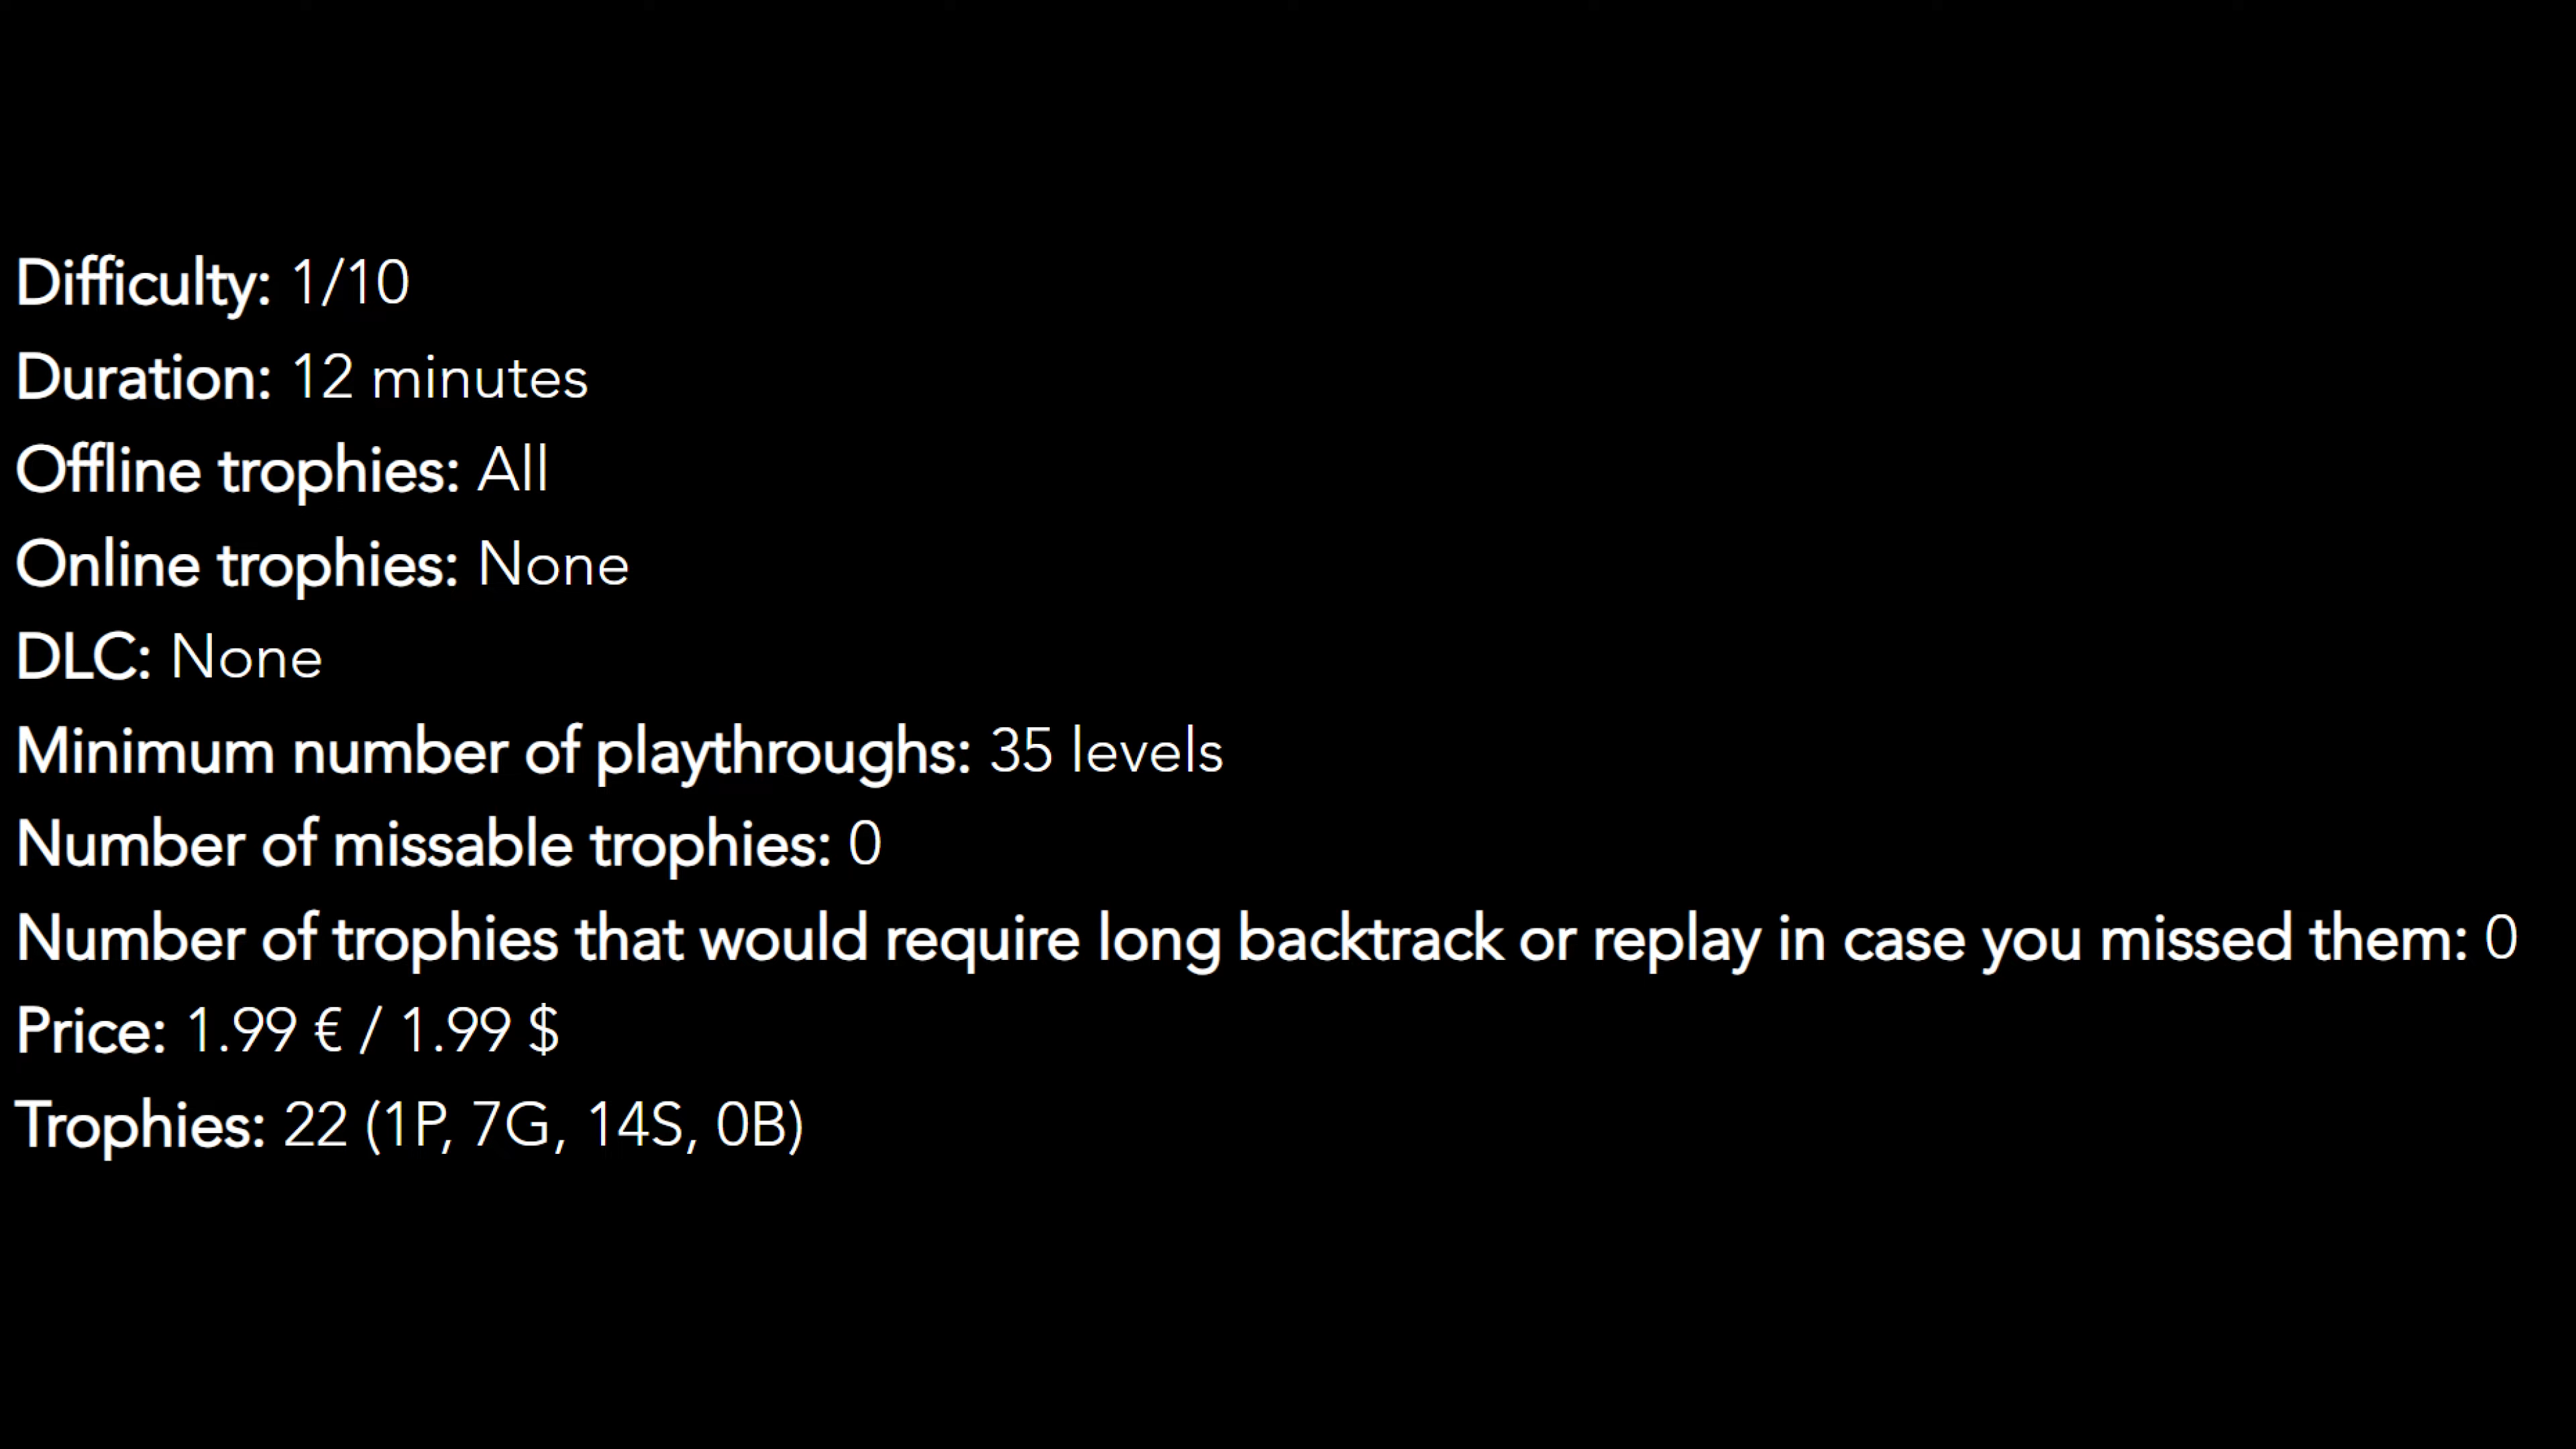 Difficulty: 1/10
Duration: 12 minutes
Offline trophies: All
Online trophies: None
DLC: None
Minimum number of playthroughs: 35 levels
Number of missable trophies: 0
Number of trophies that would require long backtrack or replay in case you missed them: 0
Price: 1.99 € / 1.99 $
Trophies: 22 (1P, 7G, 14S, 0B)